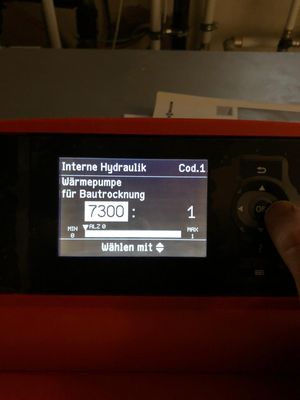 Interne Hydraulik Cod.1
Wärmepumpe
für Bautrocknung
7300 : 1
MIN ALZ 0 MAX
0 1
Wählen mit
OK
?